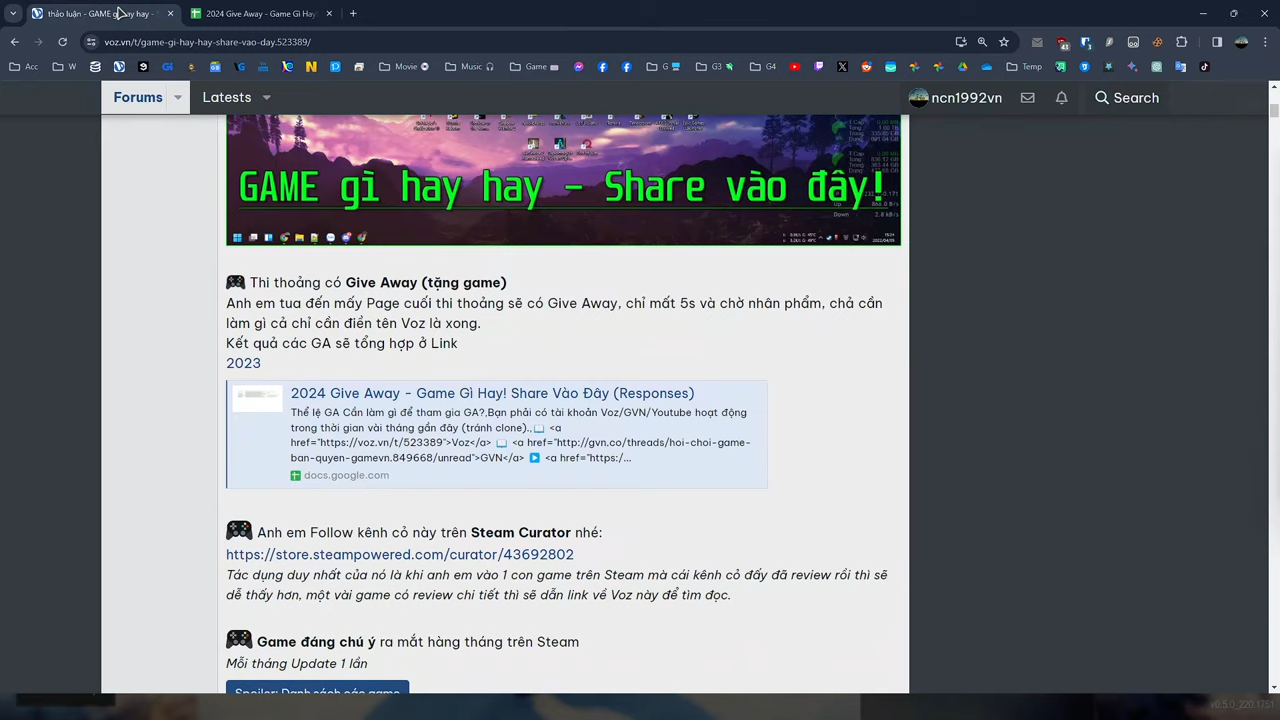 thảo luận - GAME gì hay hay -
2024 Give Away - Game Gì Hay
voz.vn/t/game-gi-hay-hay-share-vao-day.523389/
Acc
W
Movie
Music
Game
G
G3
G4
Temp
Forums
Latests
ncn1992vn
Search
GAME gì hay hay - Share vào đây!
Thi thoảng có Give Away (tặng game)
Anh em tua đến mấy Page cuối thi thoảng sẽ có Give Away, chỉ mất 5s và chờ nhân phẩm, chả cần
làm gì cả chỉ cần điền tên Voz là xong.
Kết quả các GA sẽ tổng hợp ở Link
2023
2024 Give Away - Game Gì Hay! Share Vào Đây (Responses)
Thể lệ GA Cần làm gì để tham gia GA?,Bạn phải có tài khoản Voz/GVN/Youtube hoạt động
trong thời gian vài tháng gần đây (tránh clone).,📖 <a
href="https://voz.vn/t/523389">Voz</a> 📖 <a href="http://gvn.co/threads/hoi-choi-game-
ban-quyen-gamevn.849668/unread">GVN</a> ▶ <a href="https:/...
docs.google.com
Anh em Follow kênh cỏ này trên Steam Curator nhé:
https://store.steampowered.com/curator/43692802
Tác dụng duy nhất của nó là khi anh em vào 1 con game trên Steam mà cái kênh cỏ đấy đã review rồi thì sẽ
dễ thấy hơn, một vài game có review chi tiết thì sẽ dẫn link về Voz này để tìm đọc.
Game đáng chú ý ra mắt hàng tháng trên Steam
Mỗi tháng Update 1 lần
Spoiler: Danh sách các game
v0.5.0_220.1751